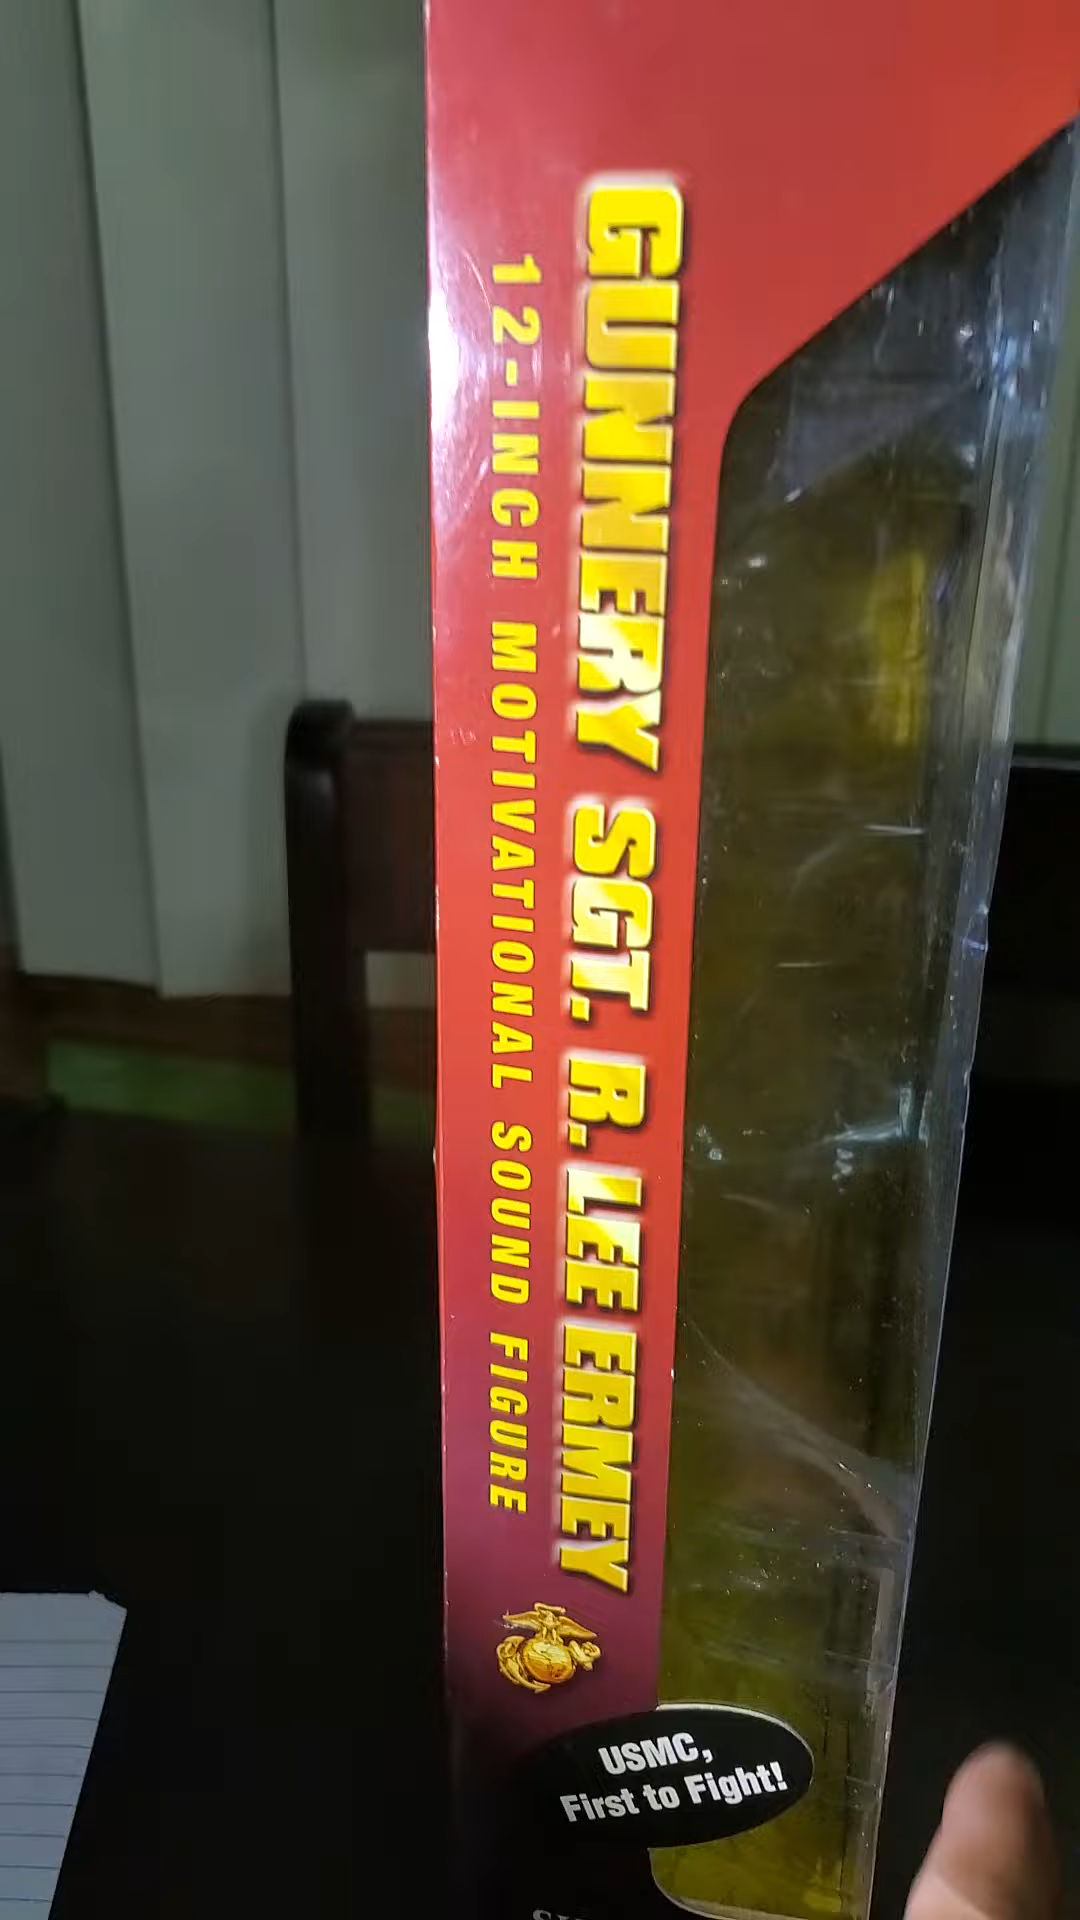 GUNNERY SGT. R. LEE ERMEY
12-INCH MOTIVATIONAL SOUND FIGURE
USMC,
First to Fight!